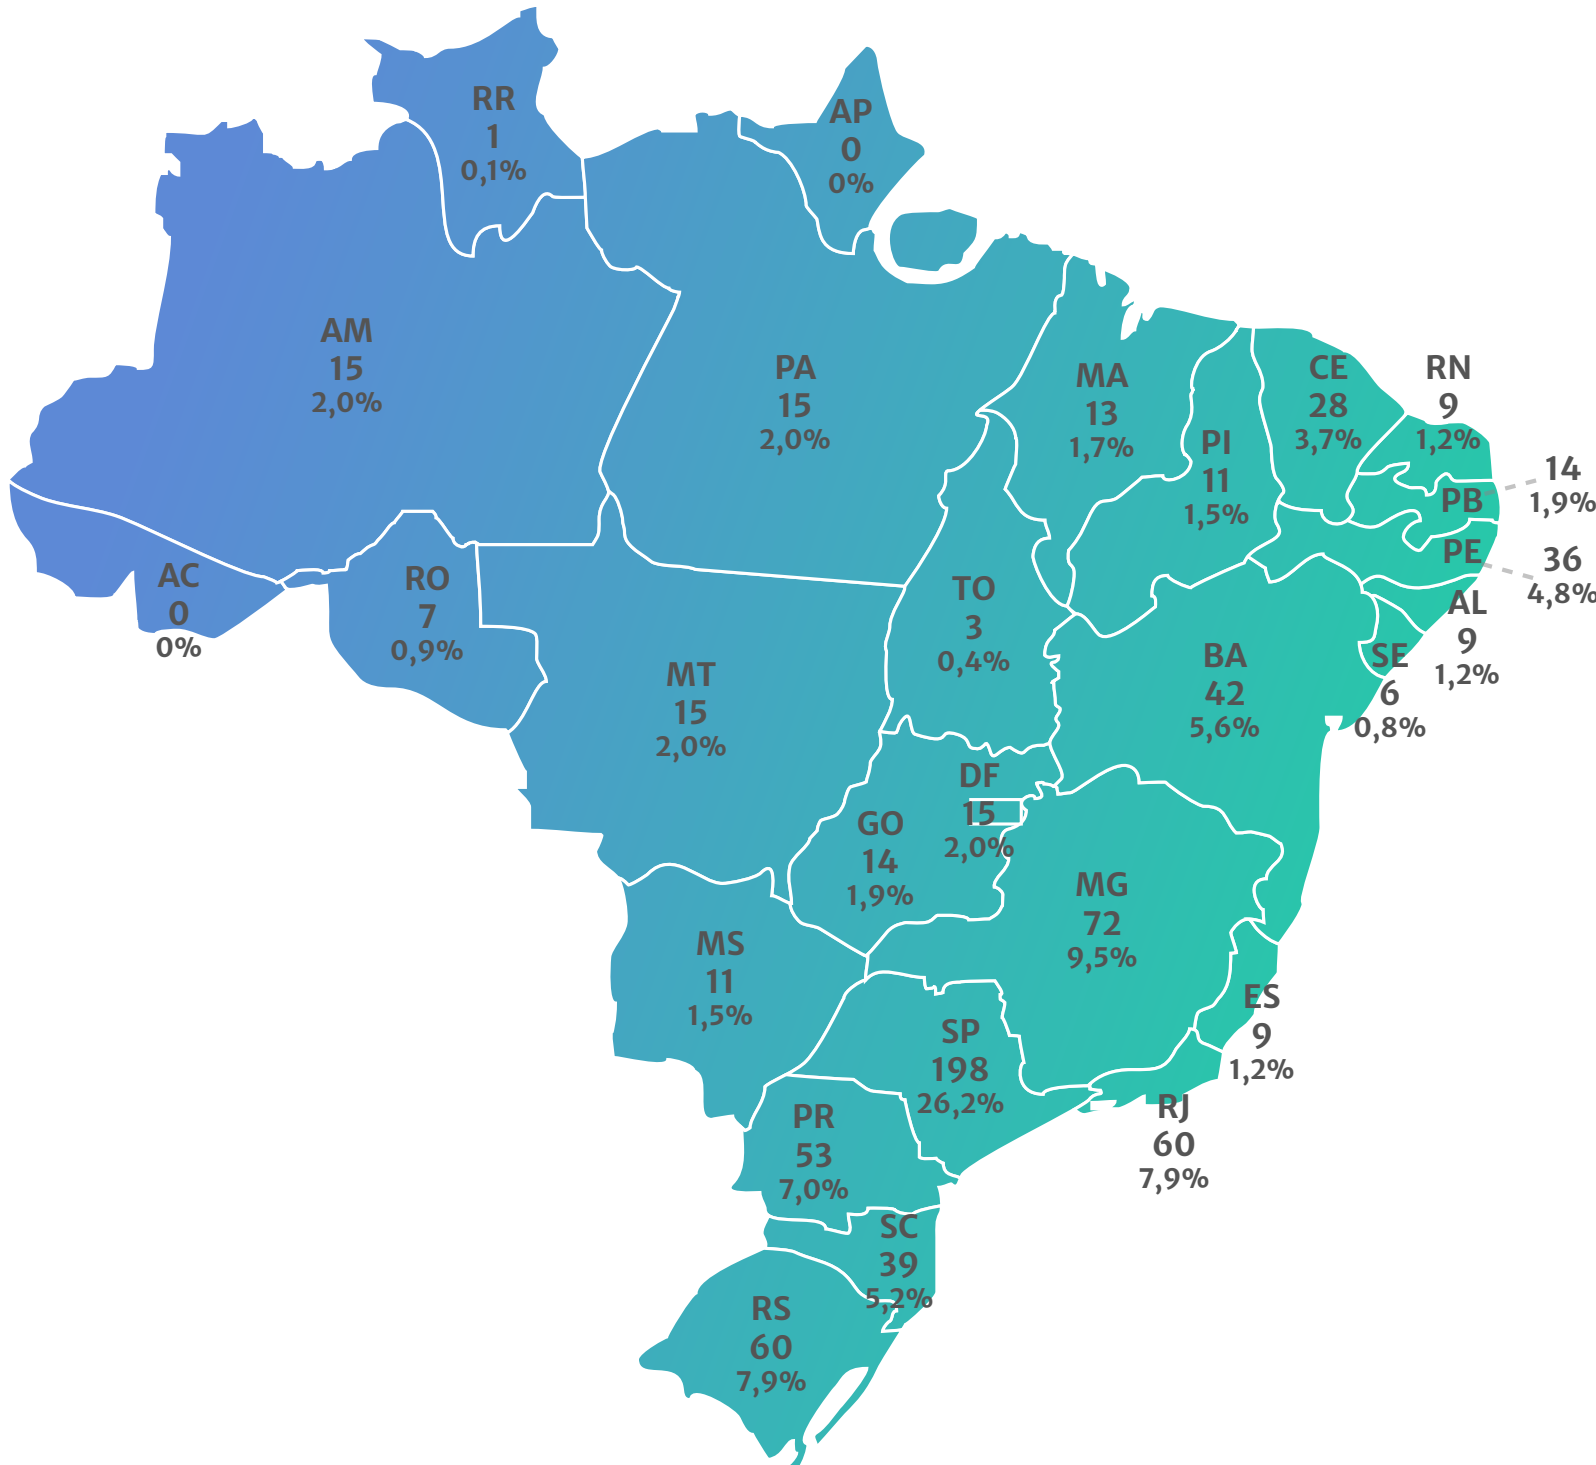 RR
1
0,1%
AP
0
0%
AM
15
2,0%
PA
15
2,0%
MA
13
1,7%
PI
11
1,5%
CE
28
3,7%
RN
9
1,2%
PB
14
1,9%
PE
36
4,8%
AL
9
1,2%
SE
6
0,8%
AC
0
0%
RO
7
0,9%
TO
3
0,4%
BA
42
5,6%
MT
15
2,0%
DF
15
2,0%
GO
14
1,9%
MG
72
9,5%
MS
11
1,5%
ES
9
1,2%
SP
198
26,2%
RJ
60
7,9%
PR
53
7,0%
SC
39
5,2%
RS
60
7,9%